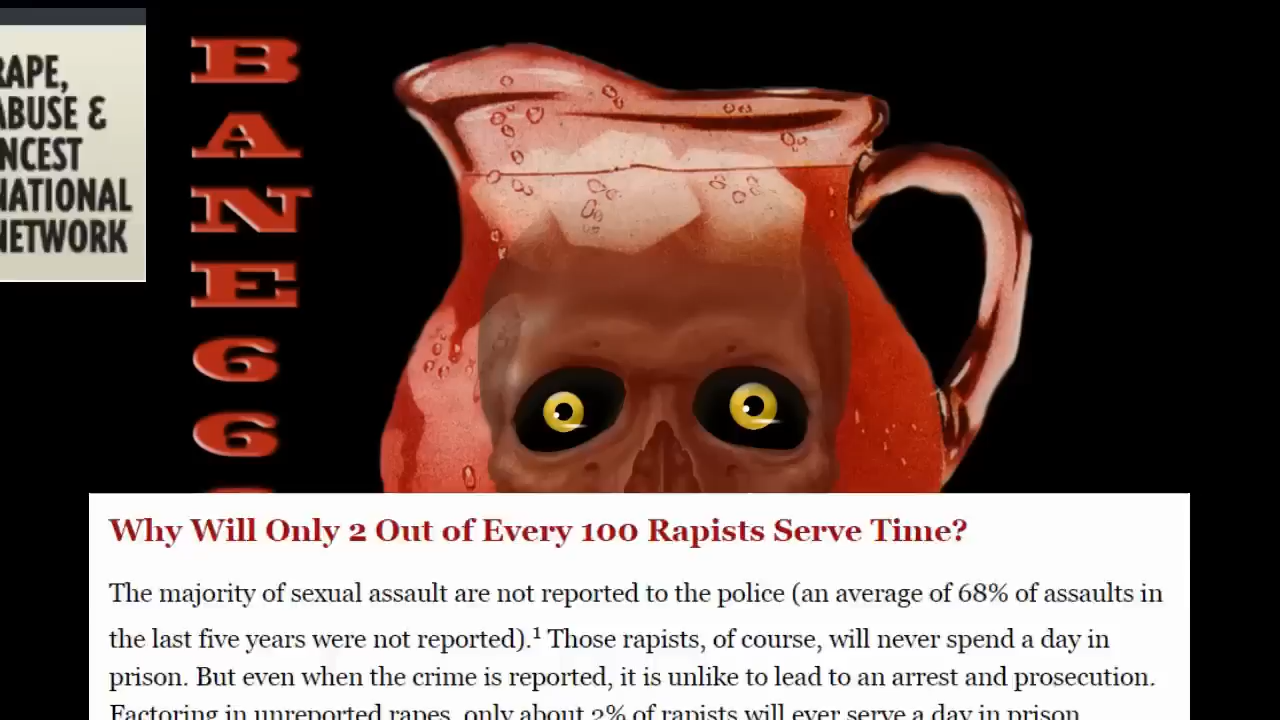 RAPE,
ABUSE &
INCEST
NATIONAL
NETWORK
B
A
N
E
6
6
Why Will Only 2 Out of Every 100 Rapists Serve Time?
The majority of sexual assault are not reported to the police (an average of 68% of assaults in
the last five years were not reported).¹ Those rapists, of course, will never spend a day in
prison. But even when the crime is reported, it is unlike to lead to an arrest and prosecution.
Factoring in unreported rapes, only about 2% of rapists will ever serve a day in prison